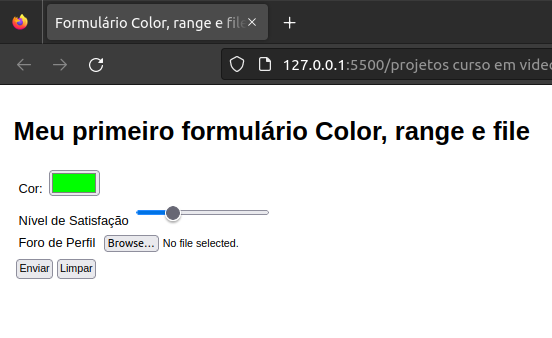 Formulário Color, range e file
127.0.0.1:5500/projetos curso em video
Meu primeiro formulário Color, range e file
Cor:
Nível de Satisfação
Foro de Perfil Browse... No file selected.
Enviar Limpar